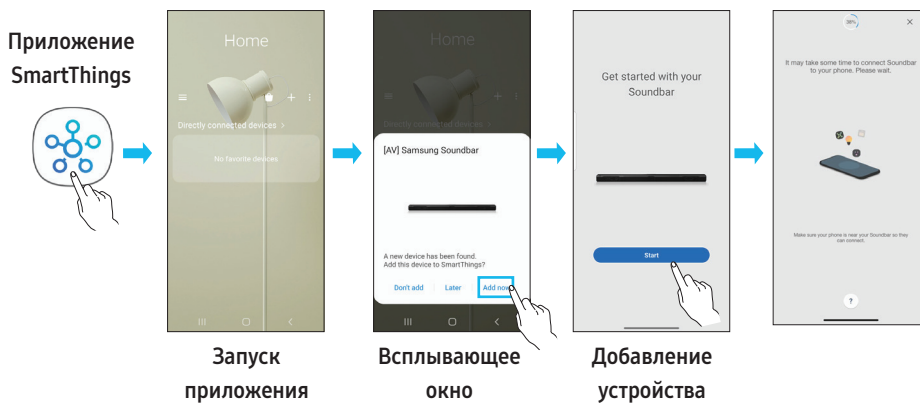 Приложение
SmartThings
Home
Directly connected devices >
No favorite devices
Запуск
приложения
Home
Directly connected devices >
[AV] Samsung Soundbar
A new device has been found.
Add this device to SmartThings?
Don't add Later Add now
Всплывающее
окно
Get started with your
Soundbar
Start
Добавление
устройства
38%
It may take some time to connect Soundbar
to your phone. Please wait.
Make sure your phone is near your Soundbar so they
can connect.
?